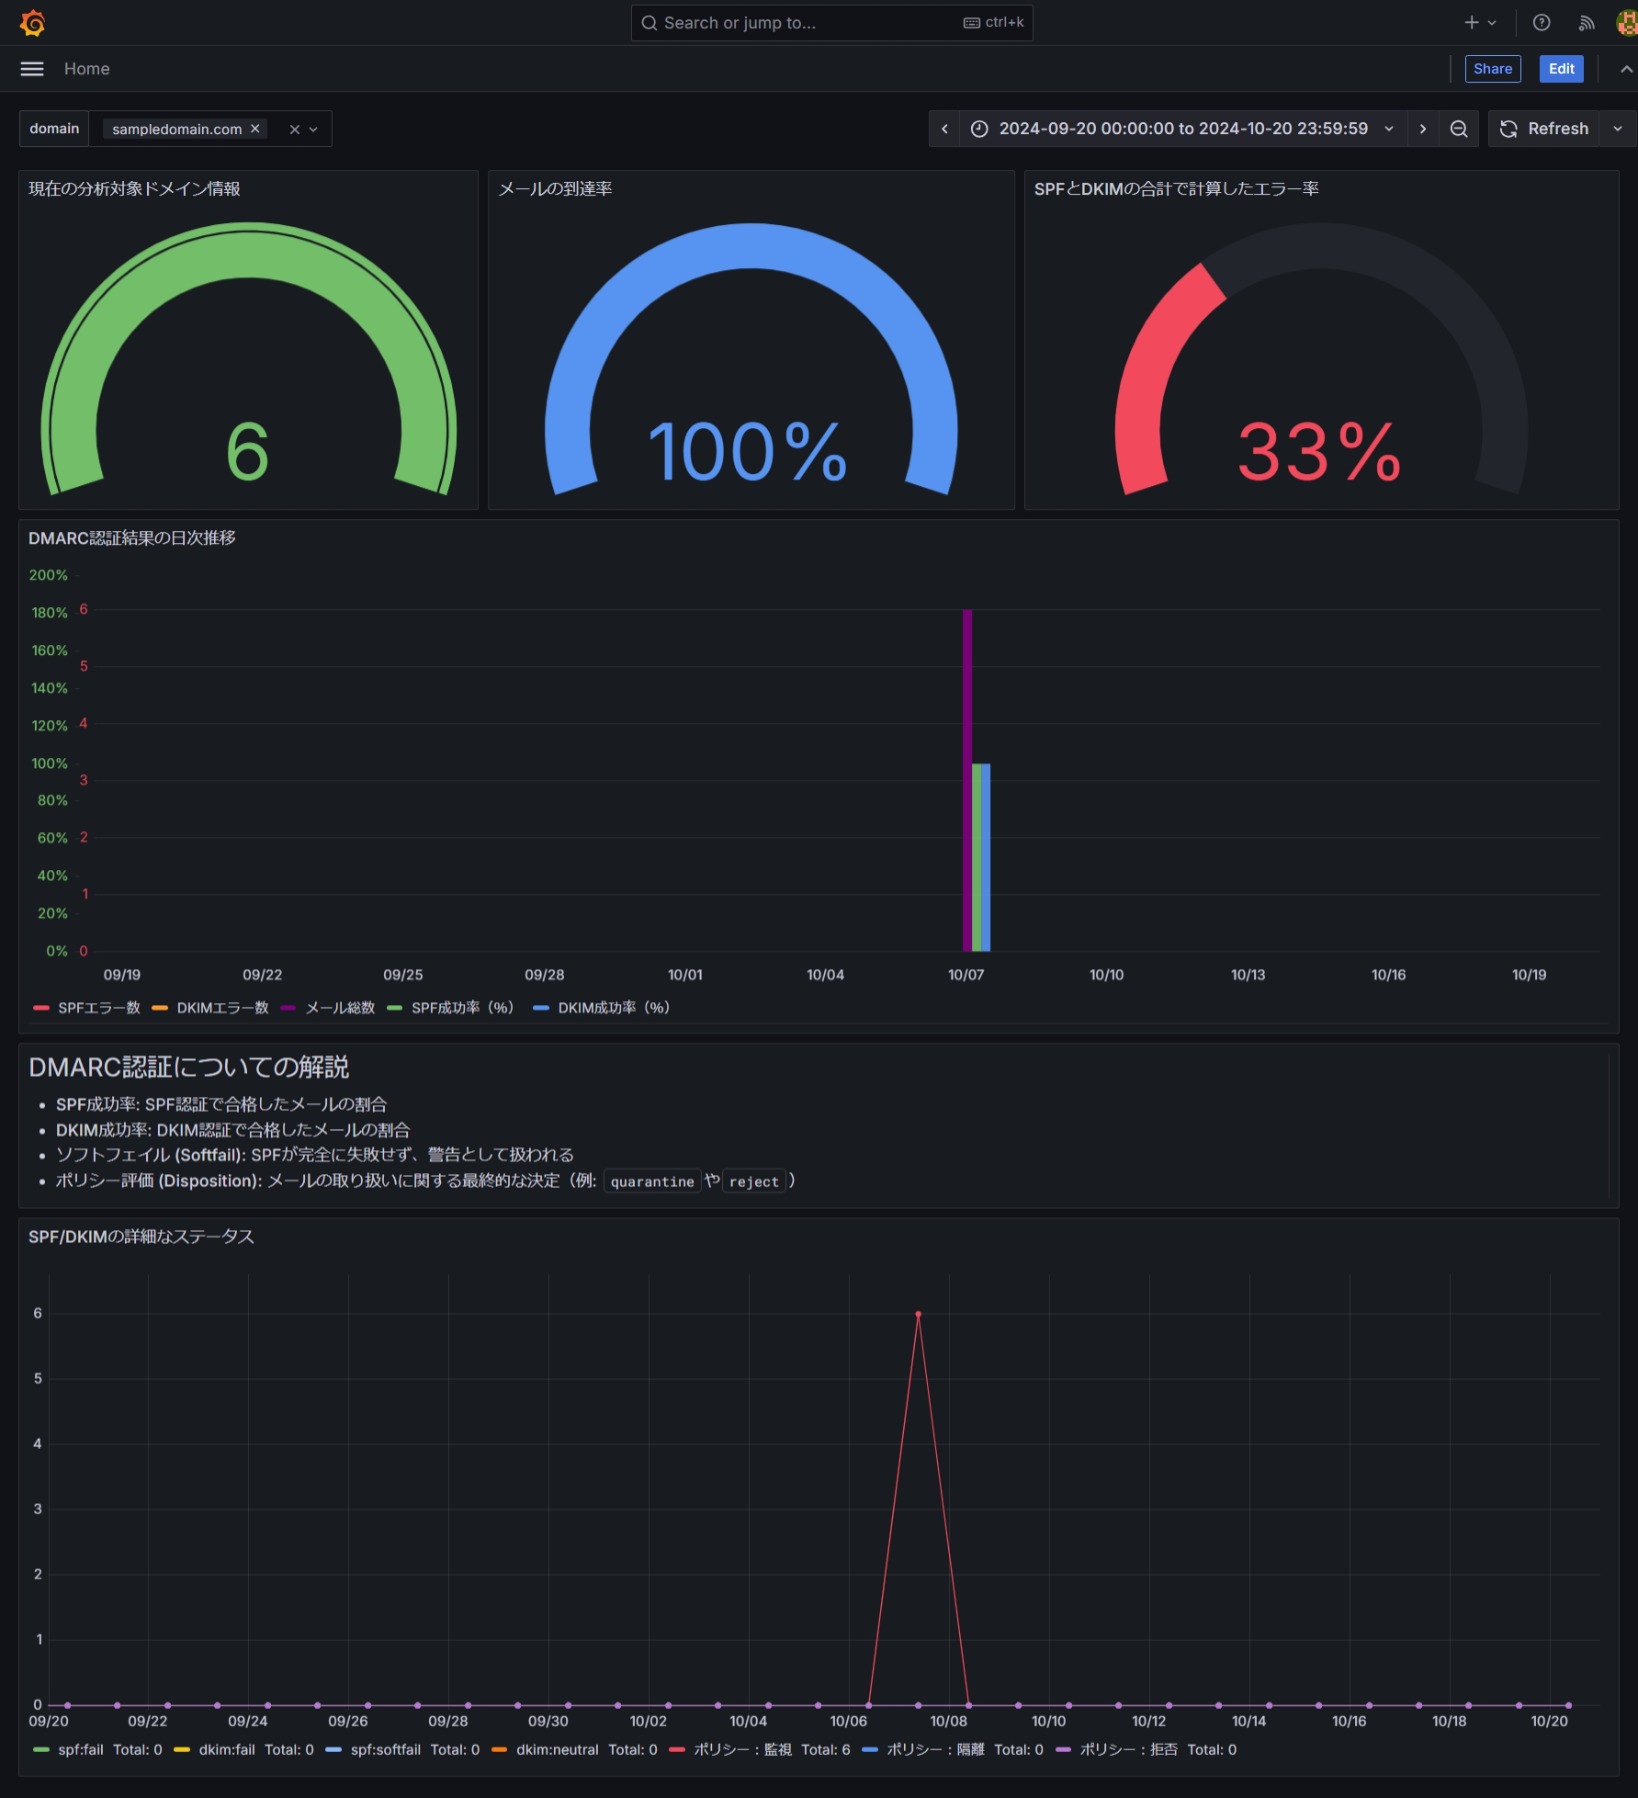 Search or jump to... ctrl+k
Home Share Edit
domain sampledomain.com 2024-09-20 00:00:00 to 2024-10-20 23:59:59 Refresh
現在の分析対象ドメイン情報
6
メールの到達率
100%
SPFとDKIMの合計で計算したエラー率
33%
DMARC認証結果の日次推移
200%
180% 6
160%
5
140%
120% 4
100%
3
80%
60% 2
40%
1
20%
0% 0
09/19 09/22 09/25 09/28 10/01 10/04 10/07 10/10 10/13 10/16 10/19
SPFエラー数 DKIMエラー数 メール総数 SPF成功率（%） DKIM成功率（%）
DMARC認証についての解説
SPF成功率: SPF認証で合格したメールの割合
DKIM成功率: DKIM認証で合格したメールの割合
ソフトフェイル (Softfail): SPFが完全に失敗せず、警告として扱われる
ポリシー評価 (Disposition): メールの取り扱いに関する最終的な決定（例: quarantine や reject ）
SPF/DKIMの詳細なステータス
6
5
4
3
2
1
0
09/20 09/22 09/24 09/26 09/28 09/30 10/02 10/04 10/06 10/08 10/10 10/12 10/14 10/16 10/18 10/20
spf:fail Total: 0 dkim:fail Total: 0 spf:softfail Total: 0 dkim:neutral Total: 0 ポリシー：監視 Total: 6 ポリシー：隔離 Total: 0 ポリシー：拒否 Total: 0